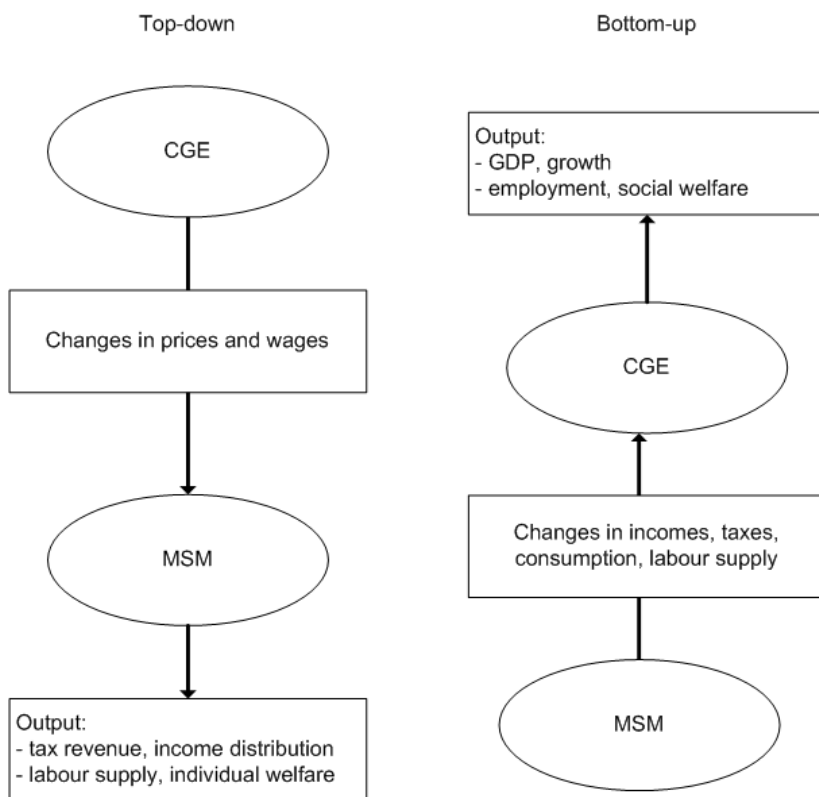 Top-down
CGE
Changes in prices and wages
MSM
Output:
- tax revenue, income distribution
- labour supply, individual welfare
Bottom-up
Output:
- GDP, growth
- employment, social welfare
CGE
Changes in incomes, taxes,
consumption, labour supply
MSM